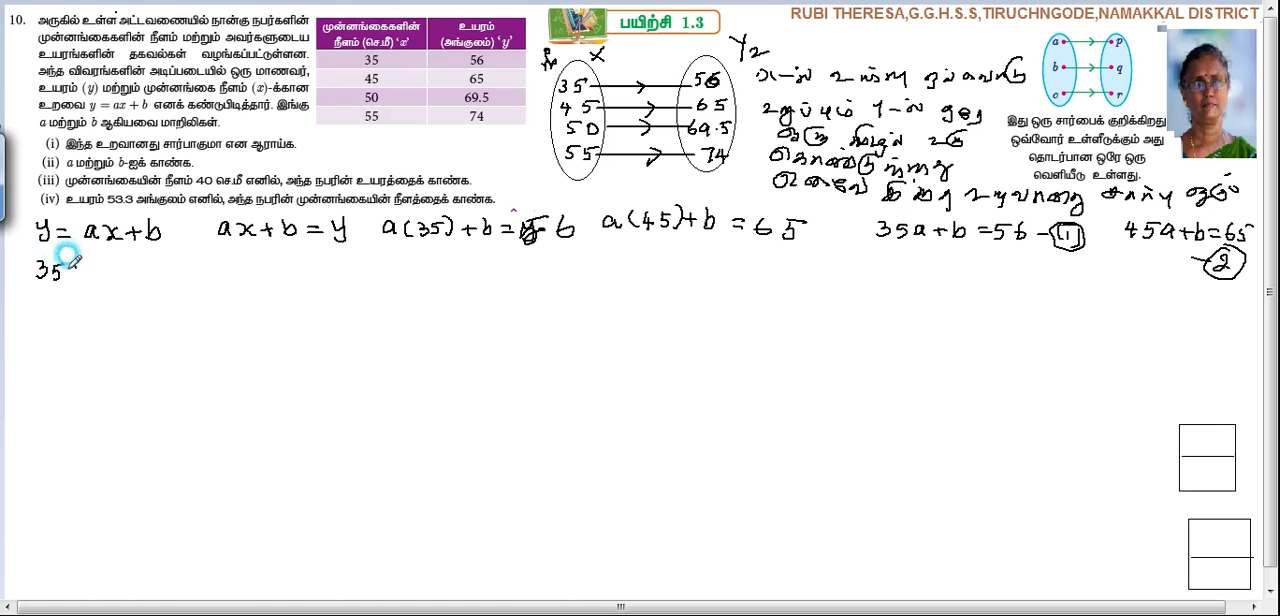 RUBI THERESA,G.G.H.S.S,TIRUCHNGODE,NAMAKKAL DISTRICT
10. அருகில் உள்ள அட்டவணையில் நான்கு நபர்களின்
முன்னங்கைகளின் நீளம் மற்றும் அவர்களுடைய
உயரங்களின் தகவல்கள் வழங்கப்பட்டுள்ளன.
அந்த விவரங்களின் அடிப்படையில் ஒரு மாணவர்,
உயரம் (y) மற்றும் முன்னங்கை நீளம் (x)-க்கான
உறவை y = ax + b எனக் கண்டுபிடித்தார். இங்கு
a மற்றும் b ஆகியவை மாறிலிகள்.
(i) இந்த உறவானது சார்பாகுமா என ஆராய்க.
(ii) a மற்றும் b-ஐக் காண்க.
(iii) முன்னங்கையின் நீளம் 40 செ.மீ எனில், அந்த நபரின் உயரத்தைக் காண்க.
(iv) உயரம் 53.3 அங்குலம் எனில், அந்த நபரின் முன்னங்கையின் நீளத்தைக் காண்க.
முன்னங்கைகளின் நீளம் (செ.மீ) 'x' உயரம் (அங்குலம்) 'y'
35 56
45 65
50 69.5
55 74
பயிற்சி 1.3
X Y
35 56
45 65
50 69.5
55 74
a p
b q
c r
இது ஒரு சார்பைக் குறிக்கிறது
ஒவ்வோர் உள்ளீடுக்கும் அது
தொடர்பான ஒரே ஒரு
வெளியீடு உள்ளது.
y = ax + b ax + b = y a(35) + b = 56 a(45) + b = 65 35a + b = 56 - (1) 45a + b = 65
- (2)
35